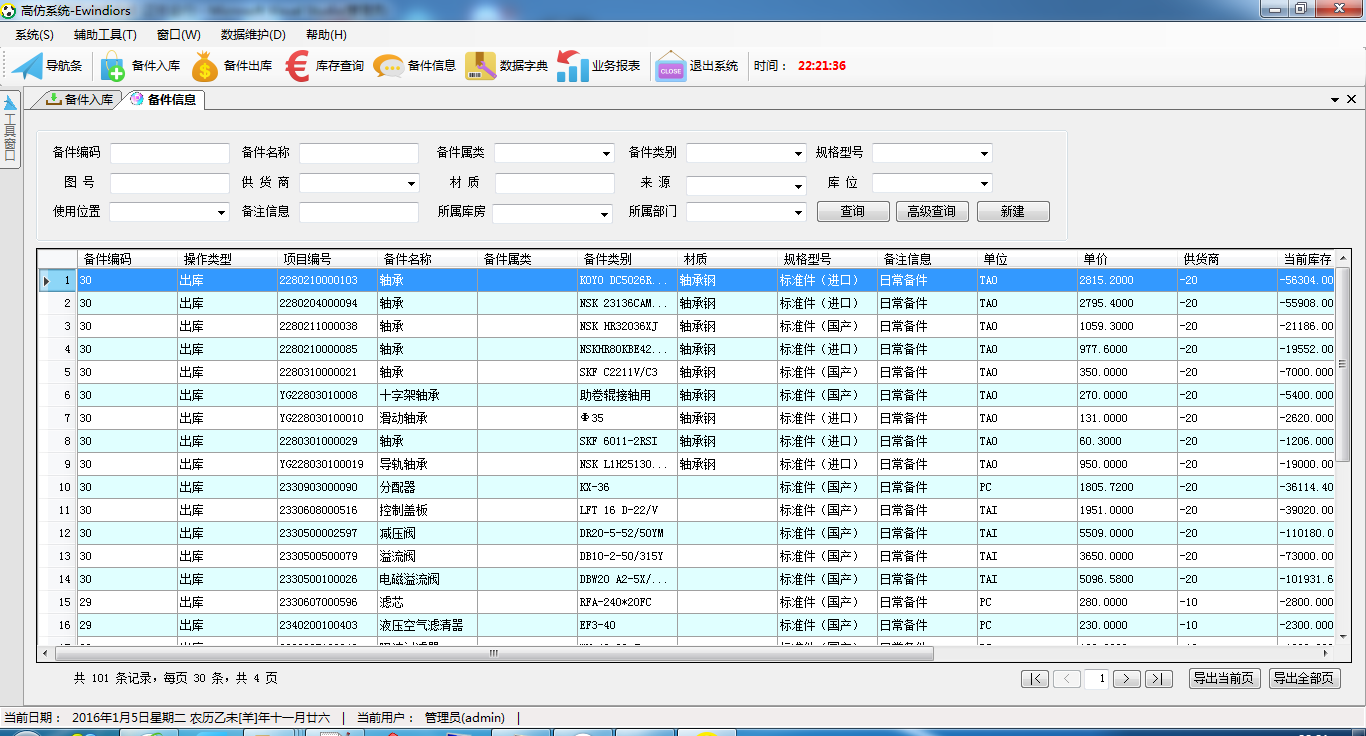 高仿系统-Ewindiors
系统(S) 辅助工具(T) 窗口(W) 数据维护(D) 帮助(H)
导航条 备件入库 备件出库 库存查询 备件信息 数据字典 CLOSE 退出系统 时间： 22:21:36 业务报表
备件入库 备件信息
工具窗口
备件编码 备件名称 备件属类 备件类别 规格型号
图 号 供 货 商 材 质 来 源 库 位
使用位置 备注信息 所属库房 所属部门 查询 高级查询 新建
备件编码 操作类型 项目编号 备件名称 备件属类 备件类别 材质 规格型号 备注信息 单位 单价 供货商 当前库存
1 30 出库 2280210000103 轴承 KOYO DC5026R... 轴承钢 标准件（进口） 日常备件 TAO 2815.2000 -20 -56304.00
2 30 出库 2280204000094 轴承 NSK 23136CAM... 轴承钢 标准件（进口） 日常备件 TAO 2795.4000 -20 -55908.00
3 30 出库 2280211000038 轴承 NSK HR32036XJ 轴承钢 标准件（国产） 日常备件 TAO 1059.3000 -20 -21186.00
4 30 出库 2280210000085 轴承 NSKHR80KBE42... 轴承钢 标准件（进口） 日常备件 TAO 977.6000 -20 -19552.00
5 30 出库 2280310000021 轴承 SKF C2211V/C3 轴承钢 标准件（国产） 日常备件 TAO 350.0000 -20 -7000.000
6 30 出库 YG22803010008 十字架轴承 助卷辊接轴用 轴承钢 标准件（国产） 日常备件 TAO 270.0000 -20 -5400.000
7 30 出库 YG228030100010 滑动轴承 Φ35 轴承钢 标准件（进口） 日常备件 TAO 131.0000 -20 -2620.000
8 30 出库 2280301000029 轴承 SKF 6011-2RSI 轴承钢 标准件（进口） 日常备件 TAO 60.3000 -20 -1206.000
9 30 出库 YG228030100019 导轨轴承 NSK L1H25130... 轴承钢 标准件（进口） 日常备件 TAO 950.0000 -20 -19000.00
10 30 出库 2330903000090 分配器 KX-36 标准件（国产） 日常备件 PC 1805.7200 -20 -36114.40
11 30 出库 2330608000516 控制盖板 LFT 16 D-22/V 标准件（国产） 日常备件 TAI 1951.0000 -20 -39020.00
12 30 出库 2330500002597 减压阀 DR20-5-52/50YM 标准件（国产） 日常备件 TAI 5509.0000 -20 -110180.0
13 30 出库 2330500500079 溢流阀 DB10-2-50/315Y 标准件（国产） 日常备件 TAI 3650.0000 -20 -73000.00
14 30 出库 2330500100026 电磁溢流阀 DBW20 A2-5X/... 标准件（国产） 日常备件 TAI 5096.5800 -20 -101931.6
15 29 出库 2330607000596 滤芯 RFA-240*20FC 标准件（国产） 日常备件 PC 280.0000 -10 -2800.000
16 29 出库 2340200100403 液压空气滤清器 EF3-40 标准件（国产） 日常备件 PC 230.0000 -10 -2300.000
共 101 条记录，每页 30 条，共 4 页 |< < 1 > >| 导出当前页 导出全部页
当前日期： 2016年1月5日星期二 农历乙未[羊]年十一月廿六 | 当前用户： 管理员(admin) |